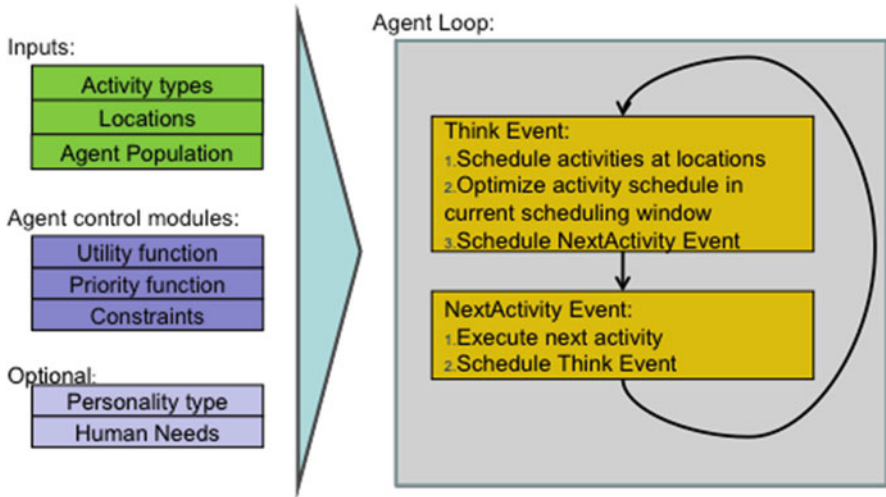 Inputs:
Activity types
Locations
Agent Population
Agent control modules:
Utility function
Priority function
Constraints
Optional:
Personality type
Human Needs
Agent Loop:
Think Event:
1.Schedule activities at locations
2.Optimize activity schedule in
current scheduling window
3.Schedule NextActivity Event
NextActivity Event:
1.Execute next activity
2.Schedule Think Event